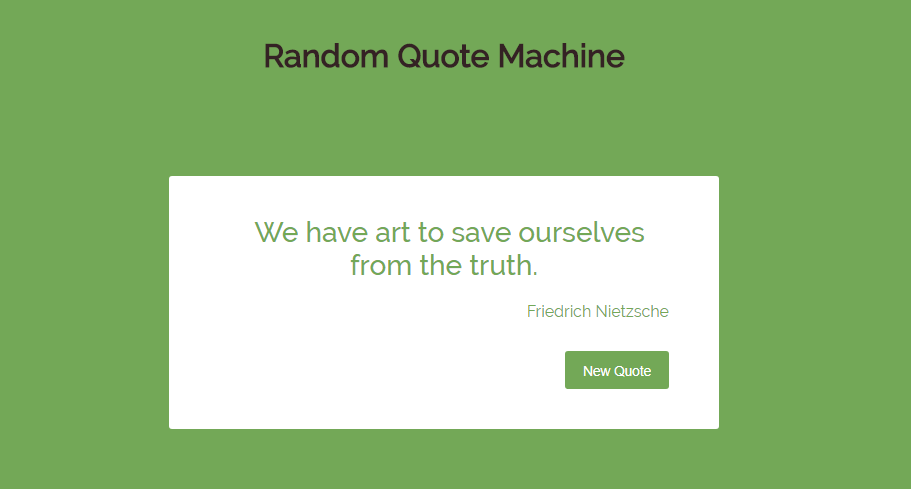 Random Quote Machine
We have art to save ourselves
from the truth.
Friedrich Nietzsche
New Quote